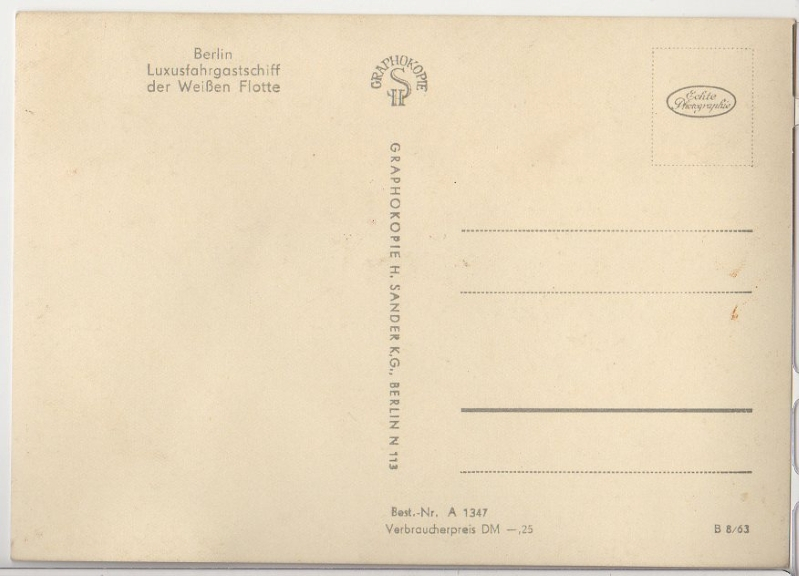 Berlin
Luxusfahrgastschiff
der Weißen Flotte
GRAPHOKOPIE
GRAPHOKOPIE H. SANDER K.G., BERLIN N 113
Echte
Photographie
Best.-Nr. A 1347
Verbraucherpreis DM —,25
B 8/63